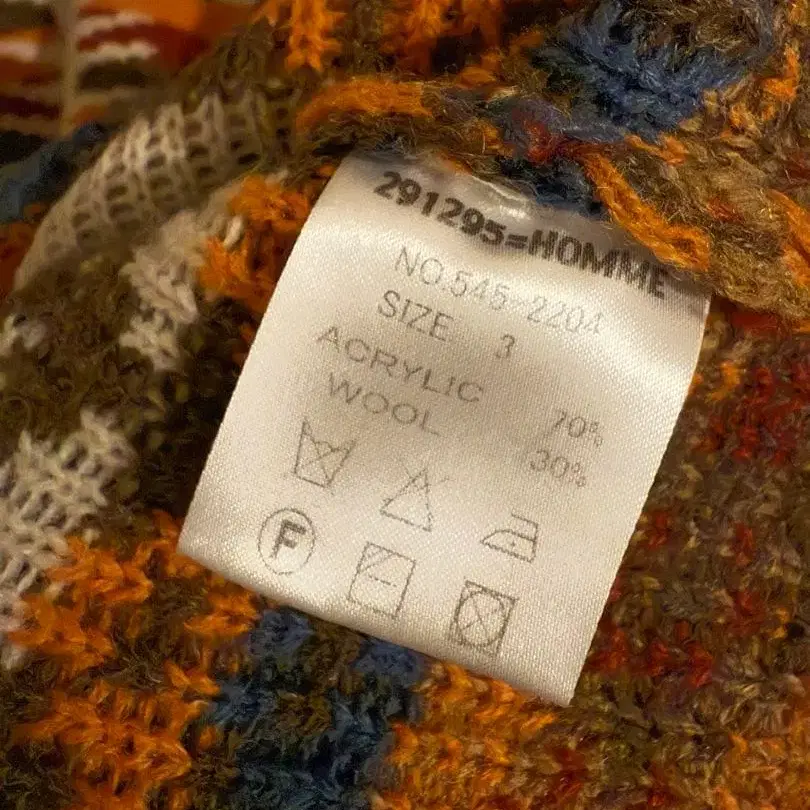 291295=HOMME
NO.545-2204
SIZE 3
ACRYLIC 70%
WOOL 30%
F